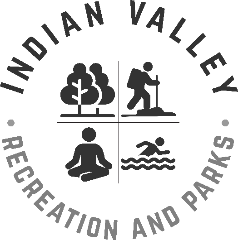 INDIAN VALLEY
• RECREATION AND PARKS •